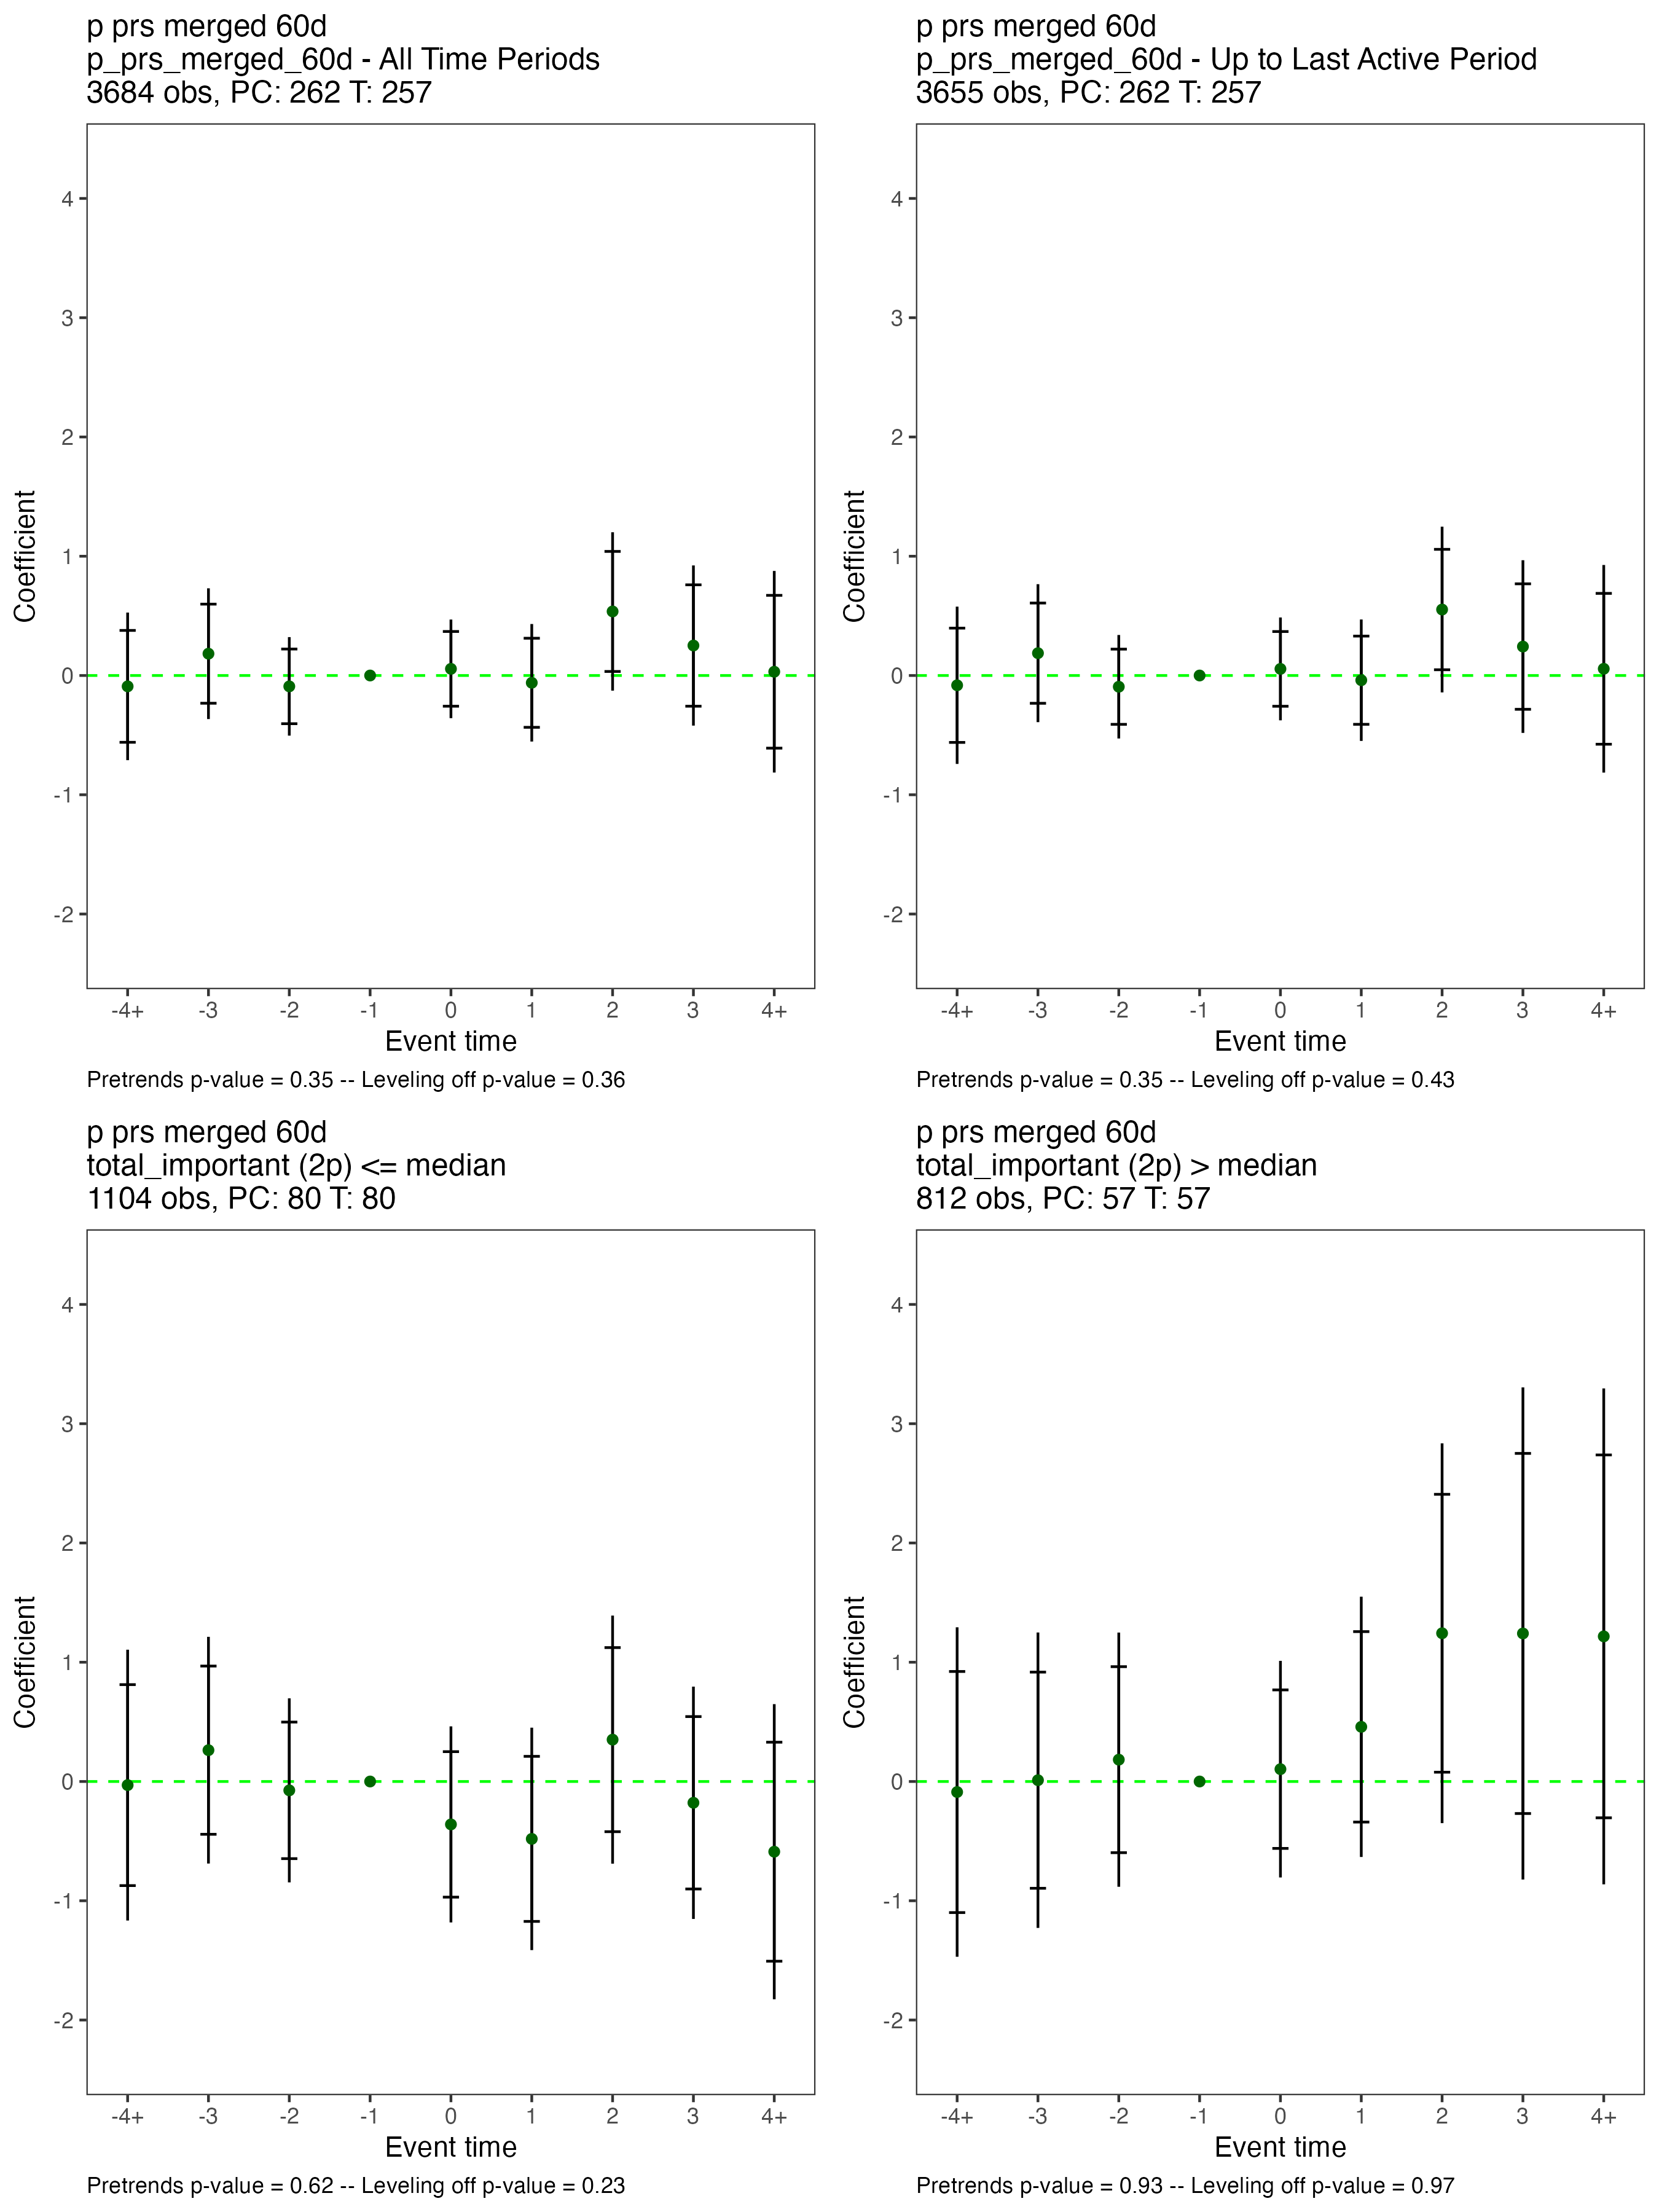 p prs merged 60d
p_prs_merged_60d - All Time Periods
3684 obs, PC: 262 T: 257
4
3
2
1
0
-1
-2
Coefficient
-4+ -3 -2 -1 0 1 2 3 4+
Event time
Pretrends p-value = 0.35 -- Leveling off p-value = 0.36
p prs merged 60d
p_prs_merged_60d - Up to Last Active Period
3655 obs, PC: 262 T: 257
4
3
2
1
0
-1
-2
Coefficient
-4+ -3 -2 -1 0 1 2 3 4+
Event time
Pretrends p-value = 0.35 -- Leveling off p-value = 0.43
p prs merged 60d
total_important (2p) <= median
1104 obs, PC: 80 T: 80
4
3
2
1
0
-1
-2
Coefficient
-4+ -3 -2 -1 0 1 2 3 4+
Event time
Pretrends p-value = 0.62 -- Leveling off p-value = 0.23
p prs merged 60d
total_important (2p) > median
812 obs, PC: 57 T: 57
4
3
2
1
0
-1
-2
Coefficient
-4+ -3 -2 -1 0 1 2 3 4+
Event time
Pretrends p-value = 0.93 -- Leveling off p-value = 0.97